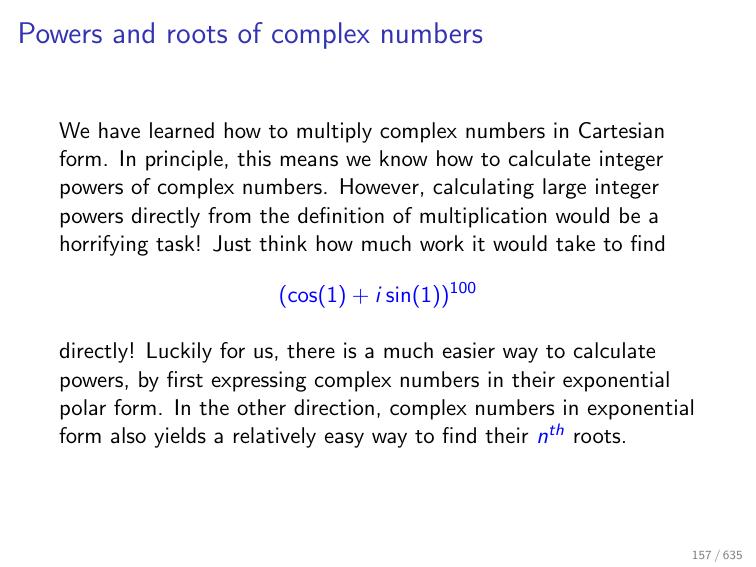 Powers and roots of complex numbers
We have learned how to multiply complex numbers in Cartesian
form. In principle, this means we know how to calculate integer
powers of complex numbers. However, calculating large integer
powers directly from the definition of multiplication would be a
horrifying task! Just think how much work it would take to find
(cos(1) + i sin(1))^100
directly! Luckily for us, there is a much easier way to calculate
powers, by first expressing complex numbers in their exponential
polar form. In the other direction, complex numbers in exponential
form also yields a relatively easy way to find their n^th roots.
157 / 635